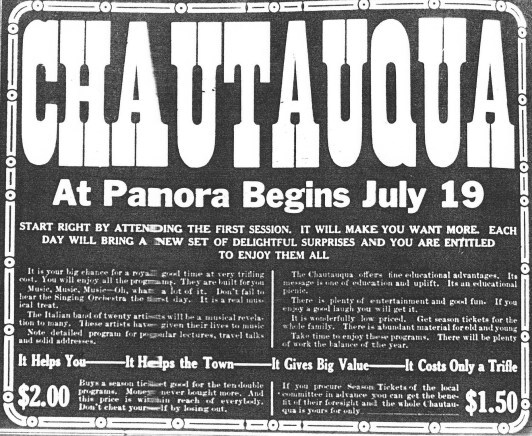 CHAUTAUQUA
At Panora Begins July 19
START RIGHT BY ATTENDING THE FIRST SESSION. IT WILL MAKE YOU WANT MORE. EACH
DAY WILL BRING A NEW SET OF DELIGHTFUL SURPRISES AND YOU ARE ENTITLED
TO ENJOY THEM ALL
It is your big chance for a royal good time at very trifling
cost. You will enjoy all the programs. They are built for you
Music, Music, Music—Oh, what a lot of it. Don't fail to
hear the Singing Orchestra the first day. It is a real mus-
ical treat.
The Italian band of twenty artists will be a musical revela-
tion to many. These artists have given their lives to music
Note detailed program for popular lectures, travel talks
and solid addresses.
The Chautauqua offers fine educational advantages. Its
message is one of education and uplift. Its an educational
picnic.
There is plenty of entertainment and good fun. If you
enjoy a good laugh you will get it.
It is wonderfully low priced. Get season tickets for the
whole family. There is abundant material for old and young
Take time to enjoy these programs. There will be plenty
of work the balance of the year.
It Helps You—It Helps the Town—It Gives Big Value—It Costs Only a Trifle
$2.00
Buys a season ticket good for the ten double
programs. Money never bought more. And
this price is within reach of everybody.
Don't cheat yourself by losing out.
If you procure Season Tickets of the local
committee in advance you can get the bene-
fit of their foresight and the whole Chautau-
qua is yours for only
$1.50